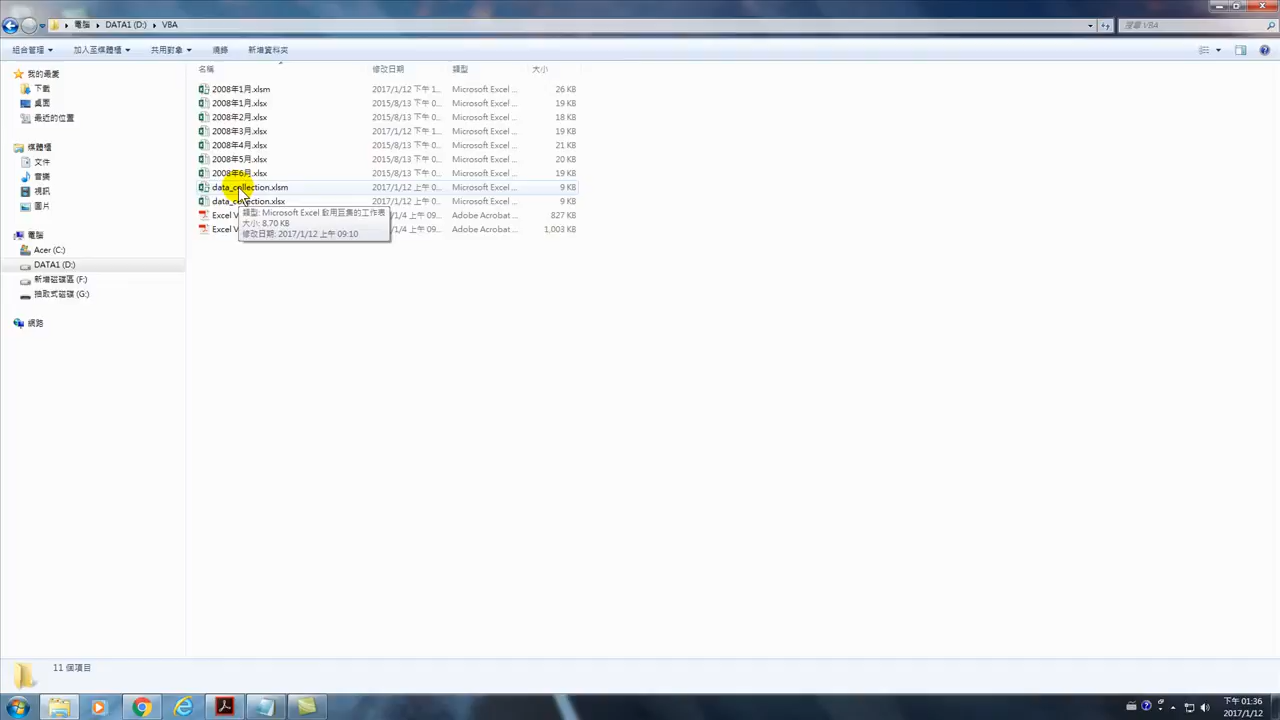 電腦 ▸ DATA1 (D:) ▸ VBA
搜尋 VBA
組合管理 ▾ 加入至媒體櫃 ▾ 共用對象 ▾ 燒錄 新增資料夾
名稱 修改日期 類型 大小
我的最愛
下載
桌面
最近的位置
媒體櫃
文件
音樂
視訊
圖片
電腦
Acer (C:)
DATA1 (D:)
新增磁碟區 (F:)
抽取式磁碟 (G:)
網路
2008年1月.xlsm 2017/1/12 下午 1... Microsoft Excel ... 26 KB
2008年1月.xlsx 2015/8/13 下午 0... Microsoft Excel ... 19 KB
2008年2月.xlsx 2015/8/13 下午 0... Microsoft Excel ... 18 KB
2008年3月.xlsx 2017/1/12 下午 1... Microsoft Excel ... 19 KB
2008年4月.xlsx 2015/8/13 下午 0... Microsoft Excel ... 21 KB
2008年5月.xlsx 2015/8/13 下午 0... Microsoft Excel ... 20 KB
2008年6月.xlsx 2015/8/13 下午 0... Microsoft Excel ... 19 KB
data_collection.xlsm 2017/1/12 上午 0... Microsoft Excel ... 9 KB
data_collection.xlsx 2017/1/12 上午 0... Microsoft Excel ... 9 KB
Excel V /1/4 上午 09... Adobe Acrobat ... 827 KB
Excel V /1/4 上午 09... Adobe Acrobat ... 1,003 KB
類型: Microsoft Excel 啟用巨集的工作表
大小: 8.70 KB
修改日期: 2017/1/12 上午 09:10
11 個項目
下午 01:36
2017/1/12